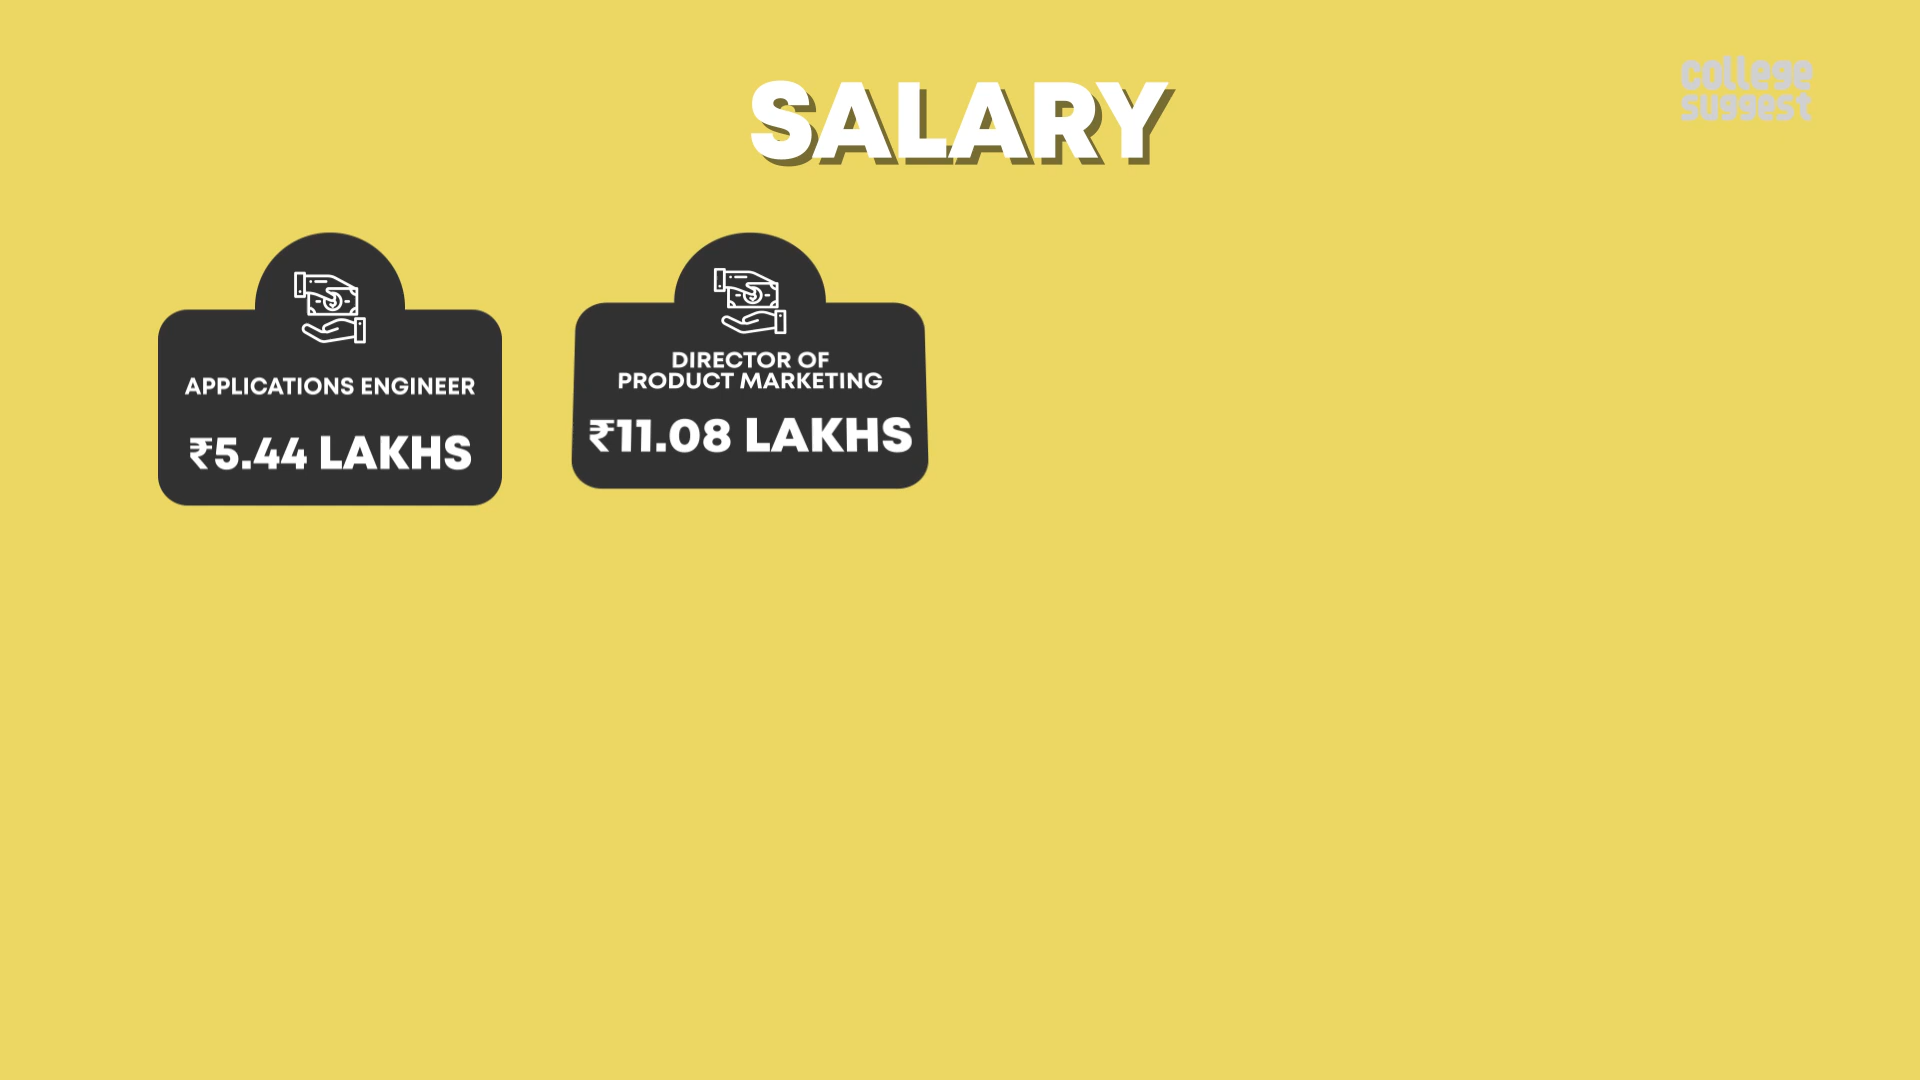 SALARY
college
suggest
APPLICATIONS ENGINEER
₹5.44 LAKHS
DIRECTOR OF
PRODUCT MARKETING
₹11.08 LAKHS